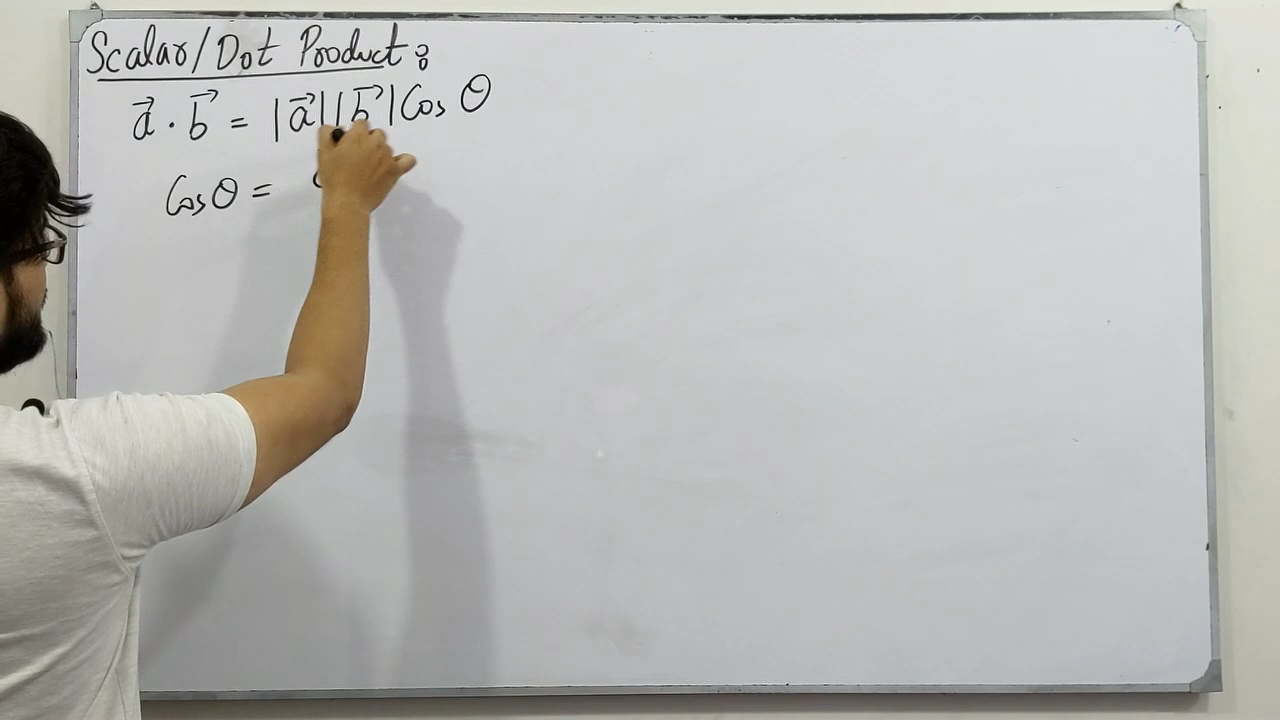 Scalar/Dot Product:
a⃗ · b⃗ = |a⃗| |b⃗| Cos θ
Cos θ =